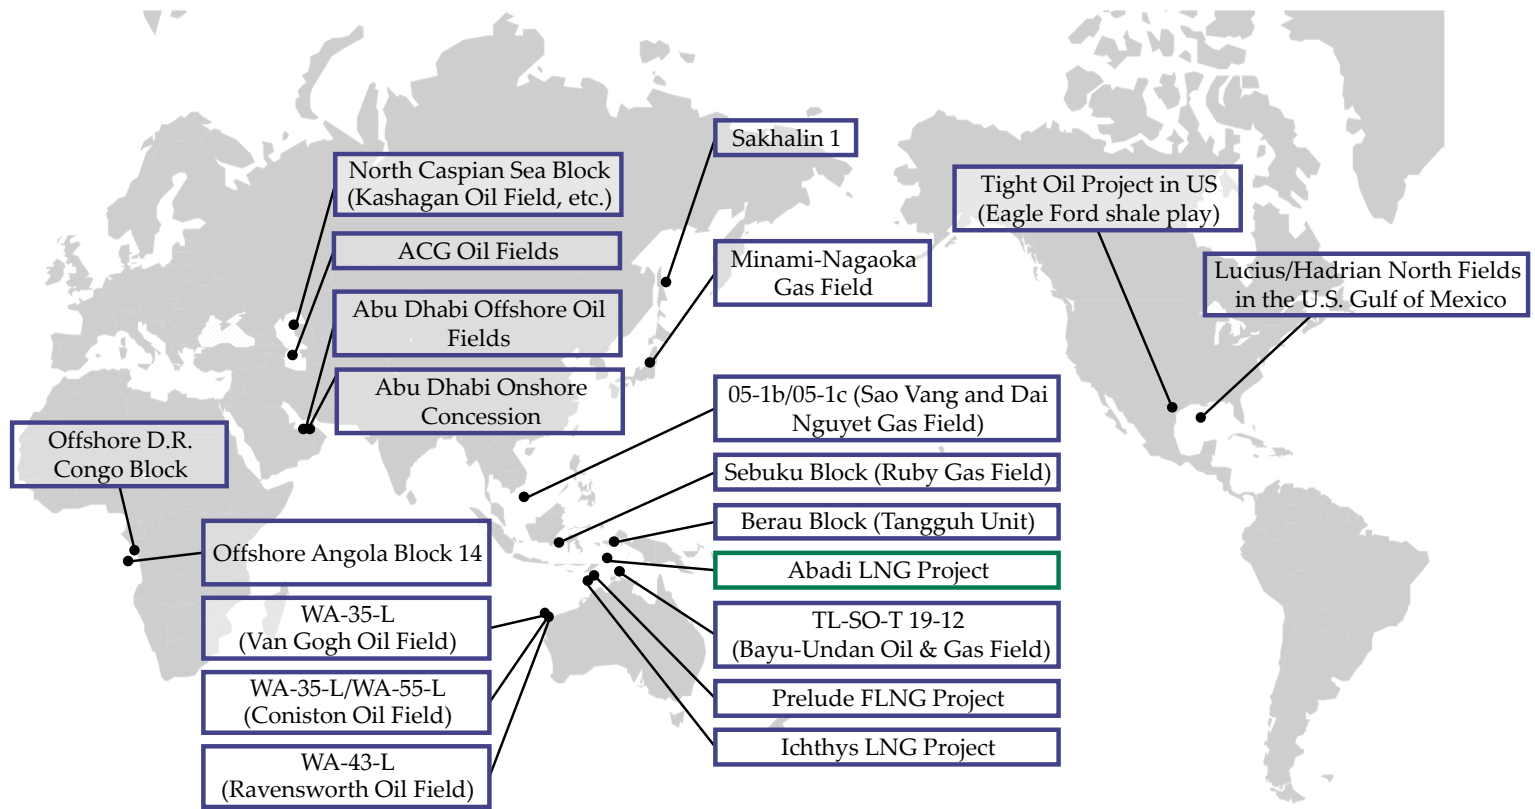 Sakhalin 1
North Caspian Sea Block
(Kashagan Oil Field, etc.)
Tight Oil Project in US
(Eagle Ford shale play)
ACG Oil Fields
Minami-Nagaoka
Gas Field
Lucius/Hadrian North Fields
in the U.S. Gulf of Mexico
Abu Dhabi Offshore Oil
Fields
Abu Dhabi Onshore
Concession
05-1b/05-1c (Sao Vang and Dai
Nguyet Gas Field)
Offshore D.R.
Congo Block
Sebuku Block (Ruby Gas Field)
Berau Block (Tangguh Unit)
Offshore Angola Block 14
Abadi LNG Project
WA-35-L
(Van Gogh Oil Field)
TL-SO-T 19-12
(Bayu-Undan Oil & Gas Field)
WA-35-L/WA-55-L
(Coniston Oil Field)
Prelude FLNG Project
Ichthys LNG Project
WA-43-L
(Ravensworth Oil Field)